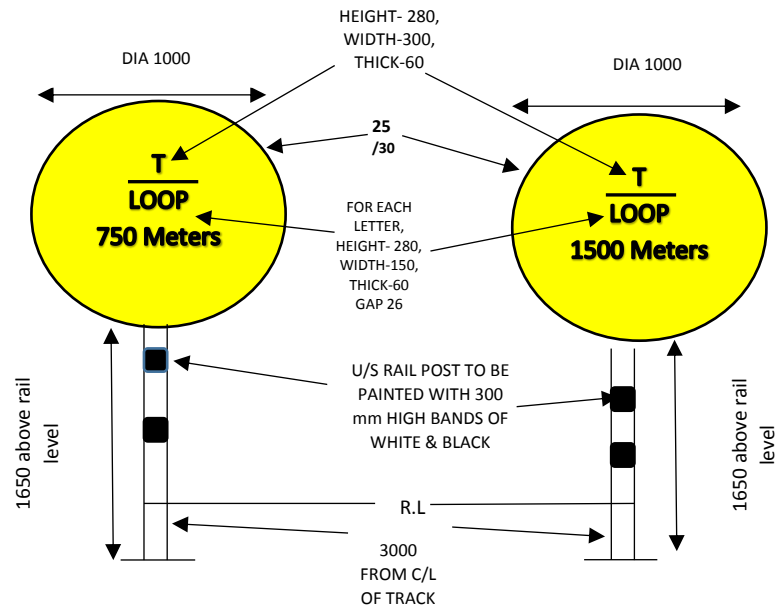 HEIGHT- 280,
WIDTH-300,
THICK-60
DIA 1000
DIA 1000
25
/30
T
LOOP
750 Meters
T
LOOP
1500 Meters
FOR EACH
LETTER,
HEIGHT- 280,
WIDTH-150,
THICK-60
GAP 26
1650 above rail
level
U/S RAIL POST TO BE
PAINTED WITH 300
mm HIGH BANDS OF
WHITE & BLACK
1650 above rail
level
R.L
3000
FROM C/L
OF TRACK